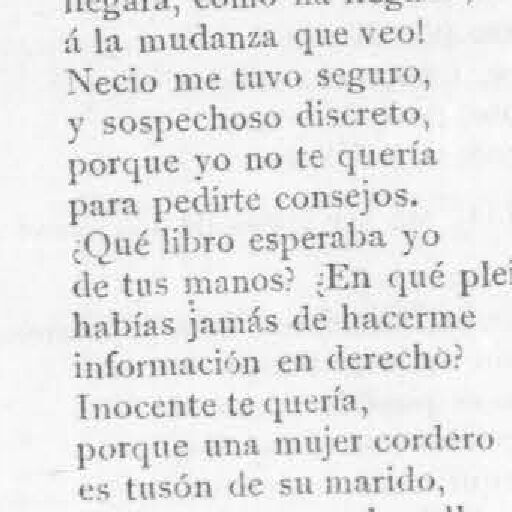 á la mudanza que veo!
Necio me tuvo seguro,
y sospechoso discreto,
porque yo no te quería
para pedirte consejos.
¿Qué libro esperaba yo
de tus manos? ¿En qué plei
habías jamás de hacerme
información en derecho?
Inocente te quería,
porque una mujer cordero
es tusón de su marido,